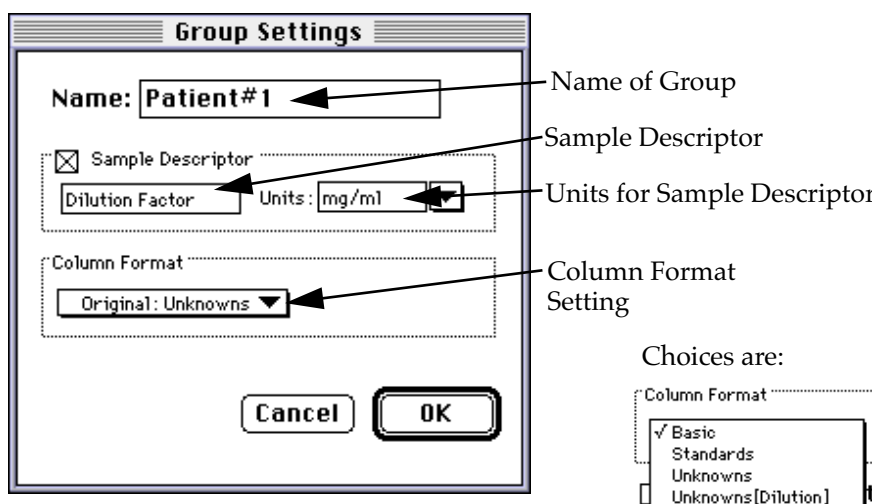 Group Settings
Name: Patient#1
Name of Group
Sample Descriptor
Sample Descriptor
Dilution Factor Units: mg/ml
Units for Sample Descriptor
Column Format
Original: Unknowns
Column Format
Setting
Cancel OK
Choices are:
Column Format
√ Basic
Standards
Unknowns
Unknowns[Dilution]